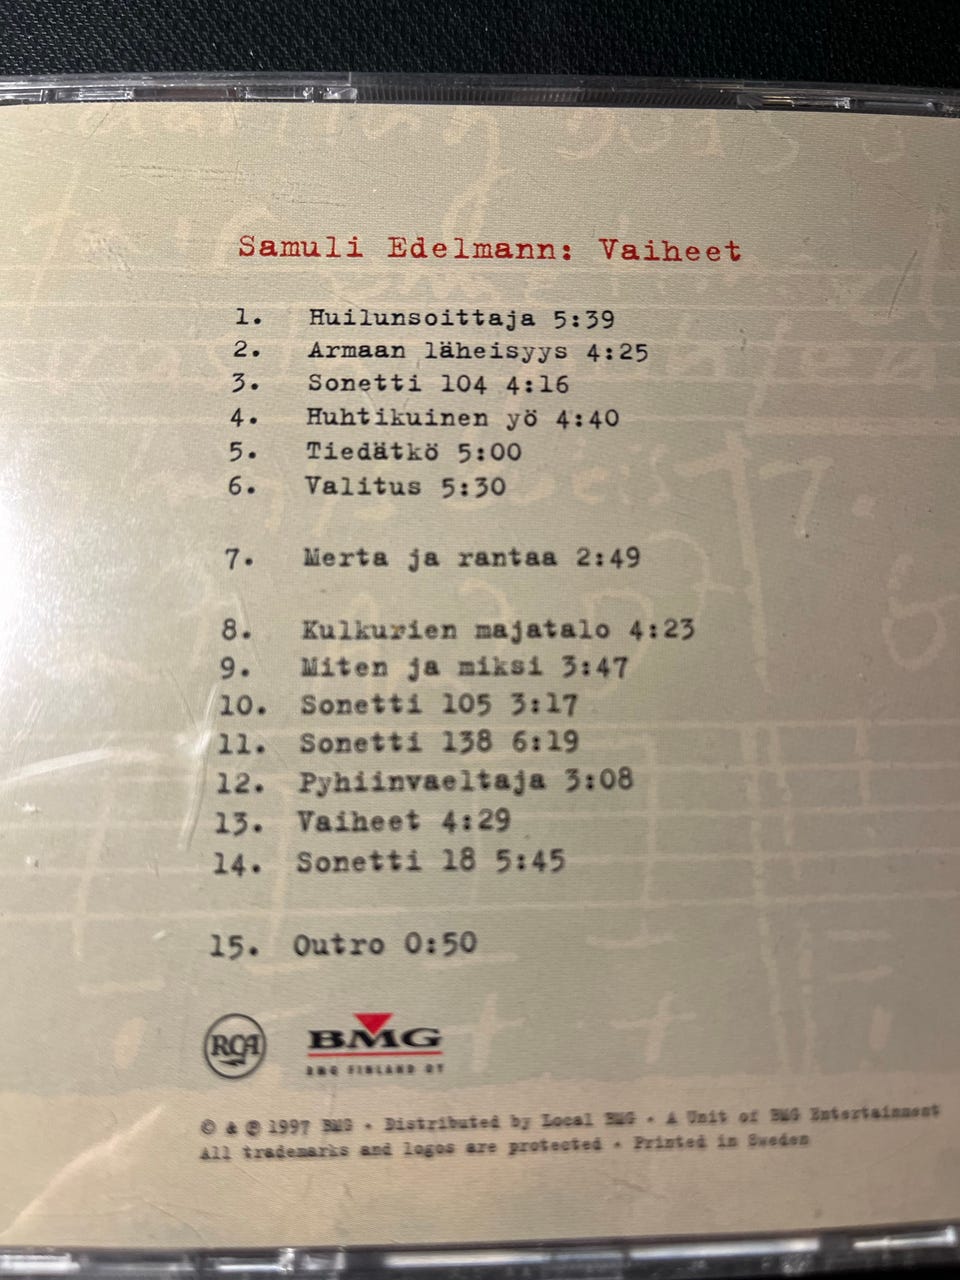 Samuli Edelmann: Vaiheet
1. Huilunsoittaja 5:39
2. Armaan läheisyys 4:25
3. Sonetti 104 4:16
4. Huhtikuinen yö 4:40
5. Tiedätkö 5:00
6. Valitus 5:30
7. Merta ja rantaa 2:49
8. Kulkurien majatalo 4:23
9. Miten ja miksi 3:47
10. Sonetti 105 3:17
11. Sonetti 138 6:19
12. Pyhiinvaeltaja 3:08
13. Vaiheet 4:29
14. Sonetti 18 5:45
15. Outro 0:50
RCA BMG
BMG FINLAND OY
© & ℗ 1997 BMG · Distributed by Local BMG · A Unit of BMG Entertainment
All trademarks and logos are protected · Printed in Sweden